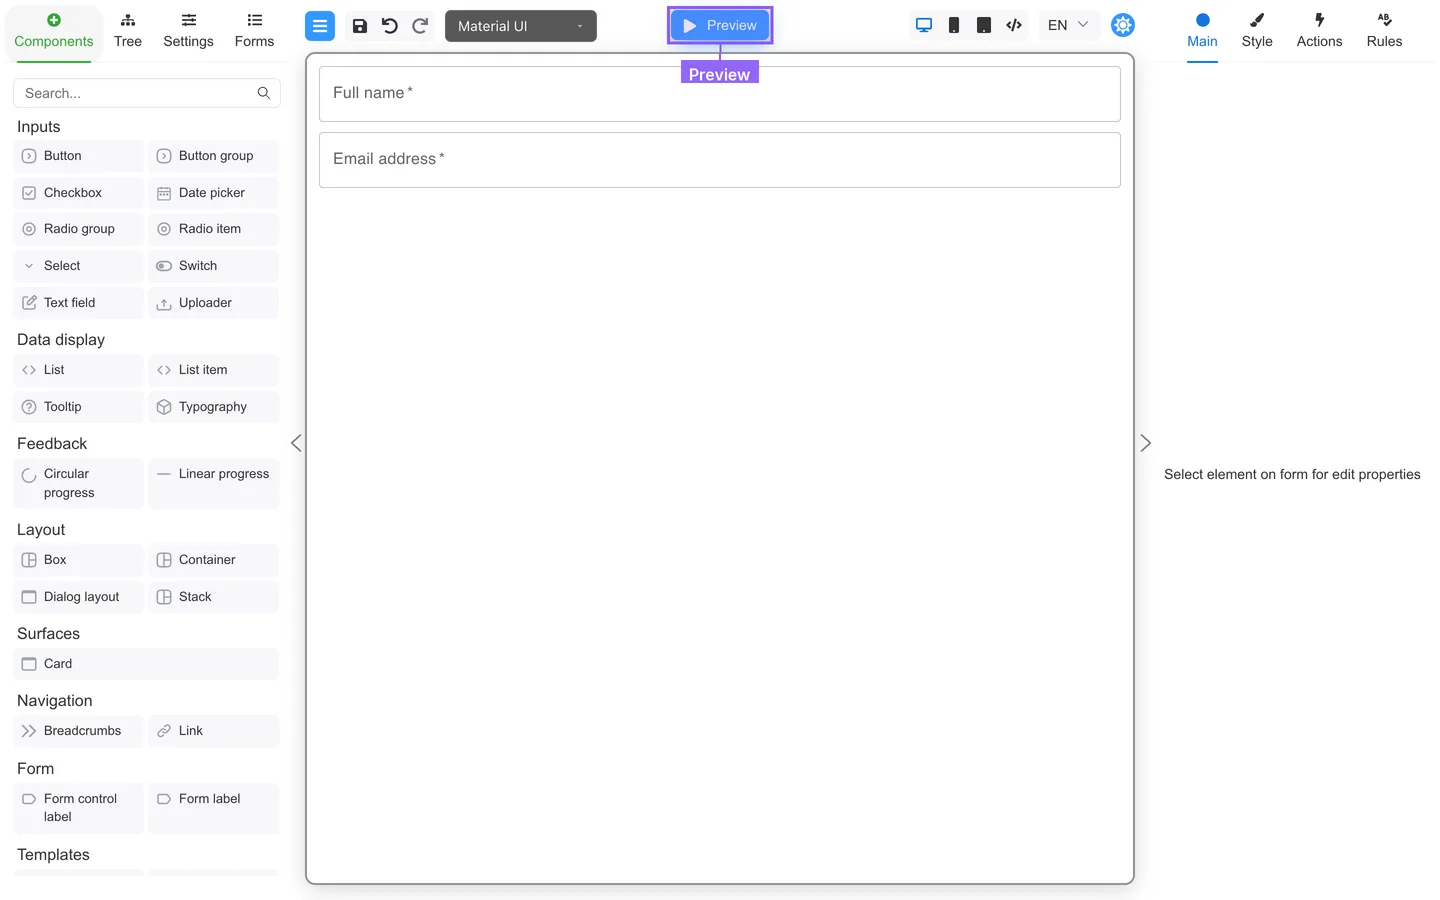 Components
Tree
Settings
Forms
Material UI
Preview
EN
Main
Style
Actions
AB
Rules
Preview
Search...
Full name *
Email address *
Inputs
Button
Button group
Checkbox
Date picker
Radio group
Radio item
Select
Switch
Text field
Uploader
Data display
List
List item
Tooltip
Typography
Feedback
Circular
progress
Linear progress
Layout
Box
Container
Dialog layout
Stack
Surfaces
Card
Navigation
Breadcrumbs
Link
Form
Form control
label
Form label
Templates
Select element on form for edit properties